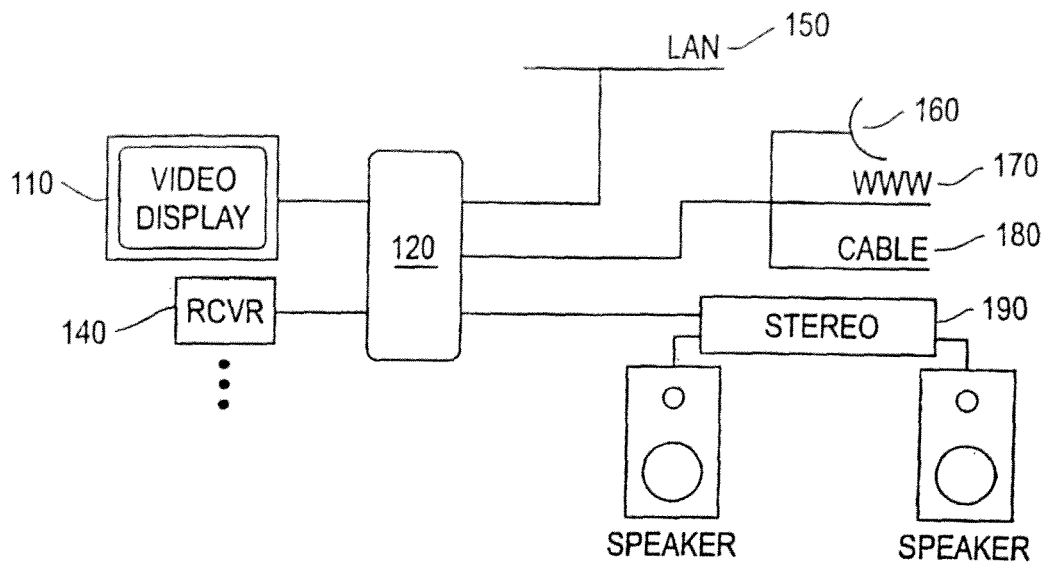 LAN 150
160
110 VIDEO DISPLAY
120
WWW 170
CABLE 180
140 RCVR
STEREO 190
SPEAKER
SPEAKER